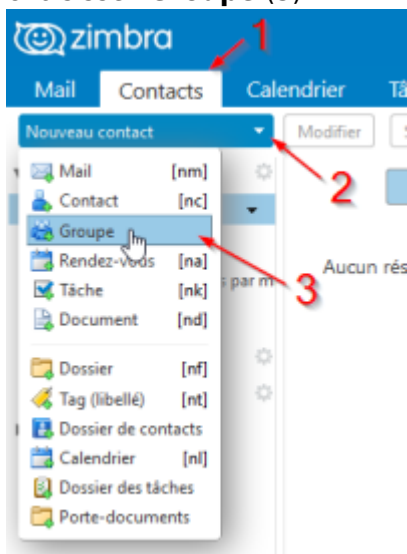 zimbra
1
Mail Contacts Calendrier
Nouveau contact Modifier
2
Mail [nm]
Contact [nc]
Groupe
Rendez-vous [na]
Aucun rés
Tâche [nk]
par m
3
Document [nd]
Dossier [nf]
Tag (libellé) [nt]
Dossier de contacts
Calendrier [nl]
Dossier des tâches
Porte-documents